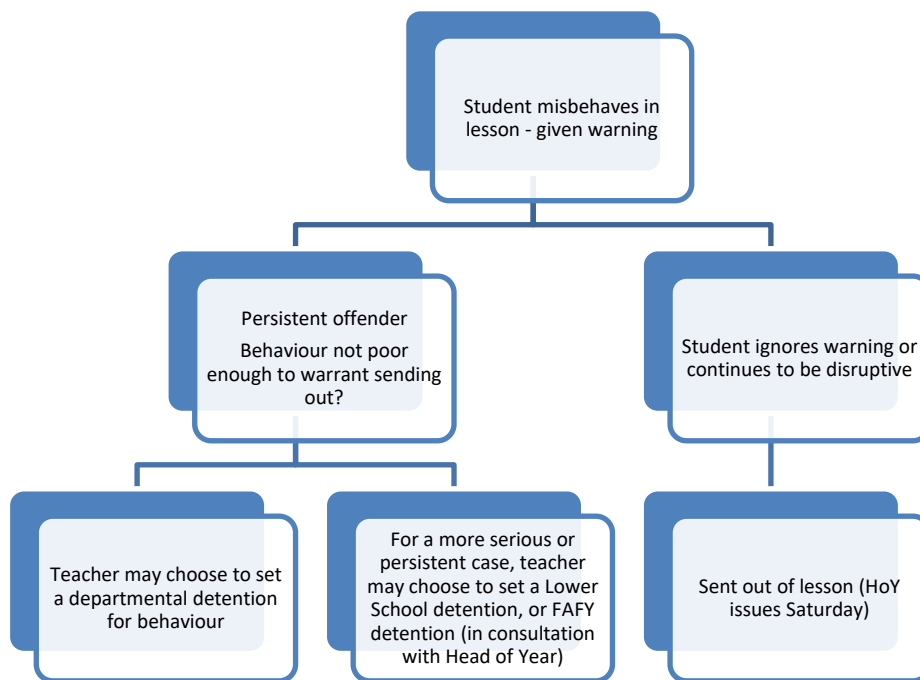 Student misbehaves in
lesson - given warning
Persistent offender
Behaviour not poor
enough to warrant sending
out?
Student ignores warning or
continues to be disruptive
Teacher may choose to set
a departmental detention
for behaviour
For a more serious or
persistent case, teacher
may choose to set a Lower
School detention, or FAFY
detention (in consultation
with Head of Year)
Sent out of lesson (HoY
issues Saturday)